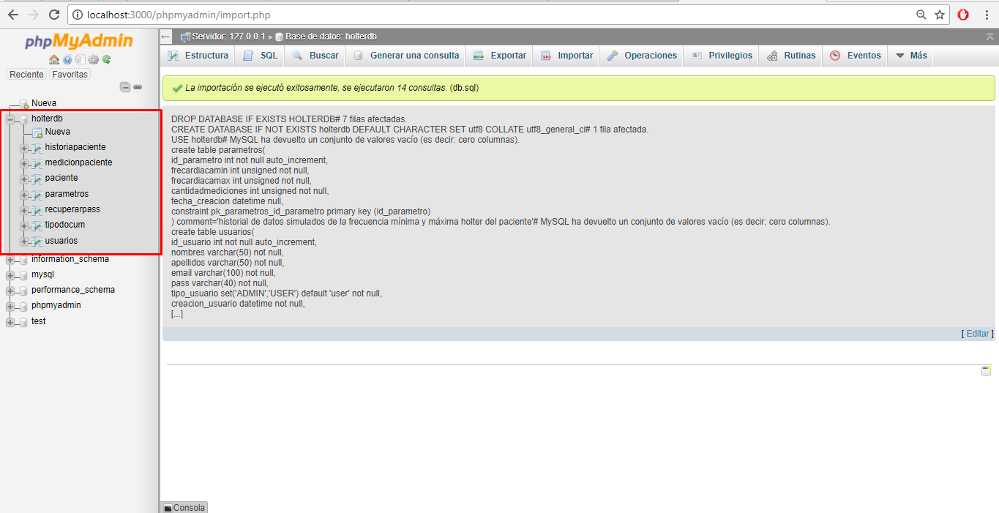 localhost:3000/phpmyadmin/import.php
phpMyAdmin
Reciente Favoritas
Nueva
holterdb
Nueva
historiapaciente
medicionpaciente
paciente
parametros
recuperarpass
tipodocum
usuarios
information_schema
mysql
performance_schema
phpmyadmin
test
Servidor: 127.0.0.1 » Base de datos: holterdb
Estructura SQL Buscar Generar una consulta Exportar Importar Operaciones Privilegios Rutinas Eventos Más
La importación se ejecutó exitosamente, se ejecutaron 14 consultas. (db.sql)
DROP DATABASE IF EXISTS HOLTERDB# 7 filas afectadas.
CREATE DATABASE IF NOT EXISTS holterdb DEFAULT CHARACTER SET utf8 COLLATE utf8_general_ci# 1 fila afectada.
USE holterdb# MySQL ha devuelto un conjunto de valores vacío (es decir: cero columnas).
create table parametros(
id_parametro int not null auto_increment,
frecardiacamin int unsigned not null,
frecardiacamax int unsigned not null,
cantidadmediciones int unsigned not null,
fecha_creacion datetime null,
constraint pk_parametros_id_parametro primary key (id_parametro)
) comment='historial de datos simulados de la frecuencia mínima y máxima holter del paciente'# MySQL ha devuelto un conjunto de valores vacío (es decir: cero columnas).
create table usuarios(
id_usuario int not null auto_increment,
nombres varchar(50) not null,
apellidos varchar(50) not null,
email varchar(100) not null,
pass varchar(40) not null,
tipo_usuario set('ADMIN','USER') default 'user' not null,
creacion_usuario datetime not null,
[...]
[ Editar ]
Consola